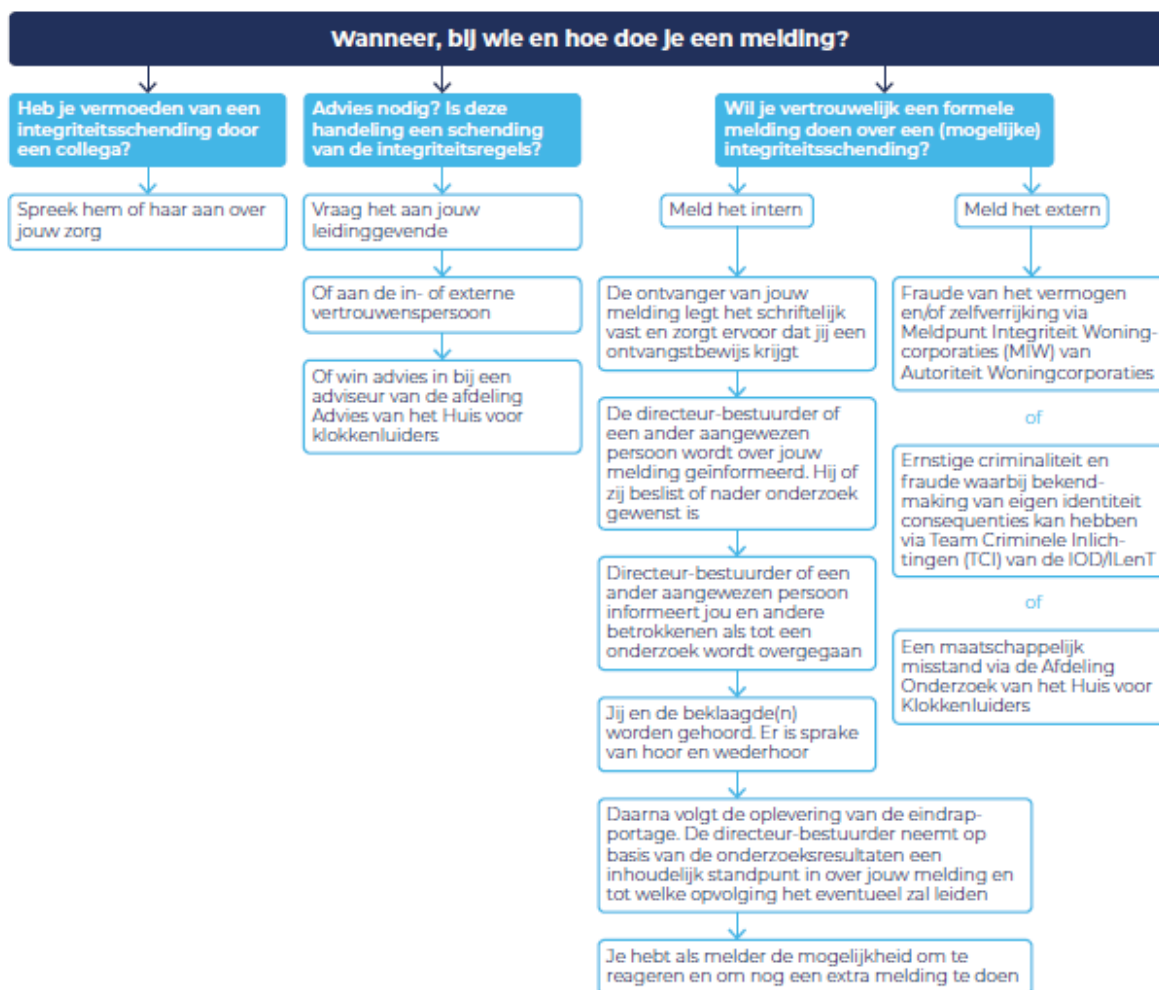 Wanneer, bij wie en hoe doe je een melding?
Heb je vermoeden van een
integriteitsschending door
een collega?
Spreek hem of haar aan over
jouw zorg
Advies nodig? Is deze
handeling een schending
van de integriteitsregels?
Vraag het aan jouw
leidinggevende
Of aan de in- of externe
vertrouwenspersoon
Of win advies in bij een
adviseur van de afdeling
Advies van het Huis voor
klokkenluiders
Wil je vertrouwelijk een formele
melding doen over een (mogelijke)
integriteitsschending?
Meld het intern
De ontvanger van jouw
melding legt het schriftelijk
vast en zorgt ervoor dat jij een
ontvangstbewijs krijgt
De directeur-bestuurder of
een ander aangewezen
persoon wordt over jouw
melding geïnformeerd. Hij of
zij beslist of nader onderzoek
gewenst is
Directeur-bestuurder of een
ander aangewezen persoon
informeert jou en andere
betrokkenen als tot een
onderzoek wordt overgegaan
Jij en de beklaagde(n)
worden gehoord. Er is sprake
van hoor en wederhoor
Daarna volgt de oplevering van de eindrap-
portage. De directeur-bestuurder neemt op
basis van de onderzoeksresultaten een
inhoudelijk standpunt in over jouw melding en
tot welke opvolging het eventueel zal leiden
Je hebt als melder de mogelijkheid om te
reageren en om nog een extra melding te doen
Meld het extern
Fraude van het vermogen
en/of zelfverrijking via
Meldpunt Integriteit Woning-
corporaties (MIW) van
Autoriteit Woningcorporaties
of
Ernstige criminaliteit en
fraude waarbij bekend-
making van eigen identiteit
consequenties kan hebben
via Team Criminele Inlich-
tingen (TCI) van de IOD/ILenT
of
Een maatschappelijk
misstand via de Afdeling
Onderzoek van het Huis voor
Klokkenluiders